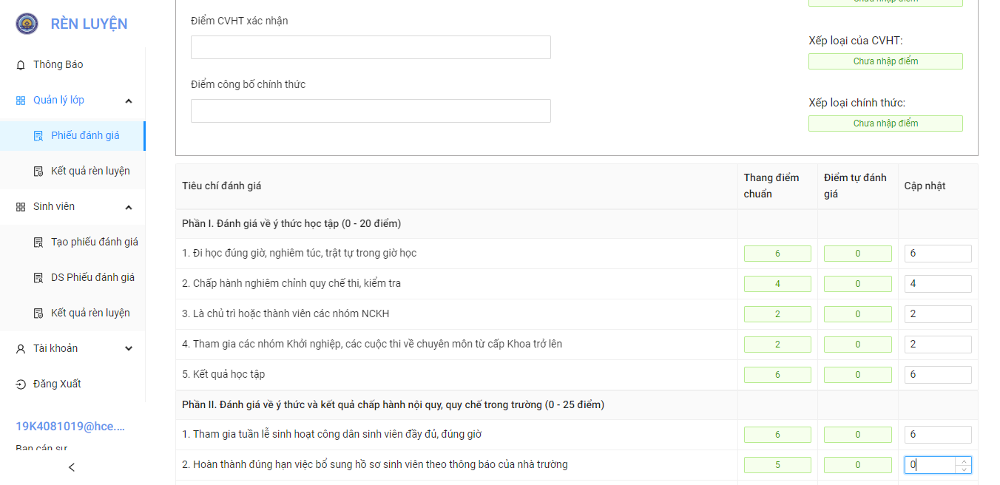 RÈN LUYỆN
Thông Báo
Quản lý lớp
Phiếu đánh giá
Kết quả rèn luyện
Sinh viên
Tạo phiếu đánh giá
DS Phiếu đánh giá
Kết quả rèn luyện
Tài khoản
Đăng Xuất
19K4081019@hce....
Ban cán sự
Chưa nhập điểm
Điểm CVHT xác nhận
Xếp loại của CVHT:
Chưa nhập điểm
Điểm công bố chính thức
Xếp loại chính thức:
Chưa nhập điểm
Tiêu chí đánh giá
Thang điểm chuẩn
Điểm tự đánh giá
Cập nhật
Phần I. Đánh giá về ý thức học tập (0 - 20 điểm)
1. Đi học đúng giờ, nghiêm túc, trật tự trong giờ học 6 0 6
2. Chấp hành nghiêm chỉnh quy chế thi, kiểm tra 4 0 4
3. Là chủ trì hoặc thành viên các nhóm NCKH 2 0 2
4. Tham gia các nhóm Khởi nghiệp, các cuộc thi về chuyên môn từ cấp Khoa trở lên 2 0 2
5. Kết quả học tập 6 0 6
Phần II. Đánh giá về ý thức và kết quả chấp hành nội quy, quy chế trong trường (0 - 25 điểm)
1. Tham gia tuần lễ sinh hoạt công dân sinh viên đầy đủ, đúng giờ 6 0 6
2. Hoàn thành đúng hạn việc bổ sung hồ sơ sinh viên theo thông báo của nhà trường 5 0 0